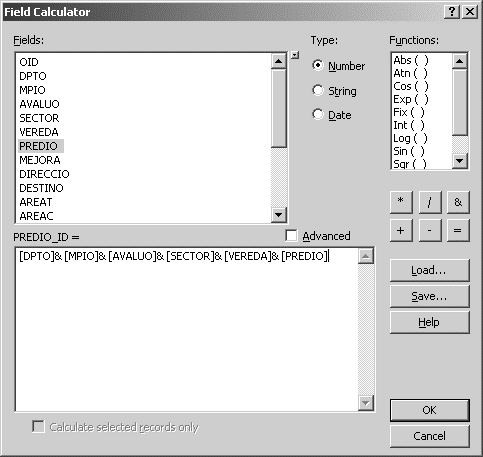 Field Calculator
Fields:
OID
DPTO
MPIO
AVALUO
SECTOR
VEREDA
PREDIO
MEJORA
DIRECCIO
DESTINO
AREAT
AREAC
Type:
Number
String
Date
Functions:
Abs ( )
Atn ( )
Cos ( )
Exp ( )
Fix ( )
Int ( )
Log ( )
Sin ( )
Sqr ( )
* / &
+ - =
PREDIO_ID =
Advanced
[DPTO]& [MPIO]& [AVALUO]& [SECTOR]& [VEREDA]& [PREDIO]
Load...
Save...
Help
Calculate selected records only
OK
Cancel